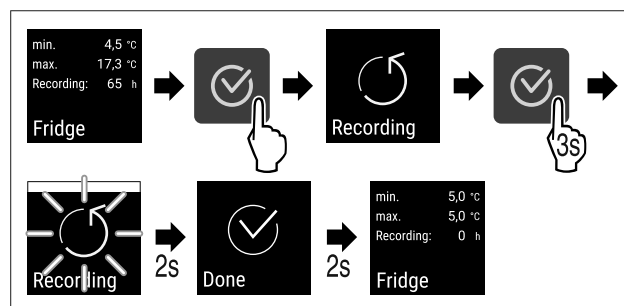 min. 4,5 °C
max. 17,3 °C
Recording: 65 h
Fridge
Recording
3s
Recording
2s
Done
2s
min. 5,0 °C
max. 5,0 °C
Recording: 0 h
Fridge